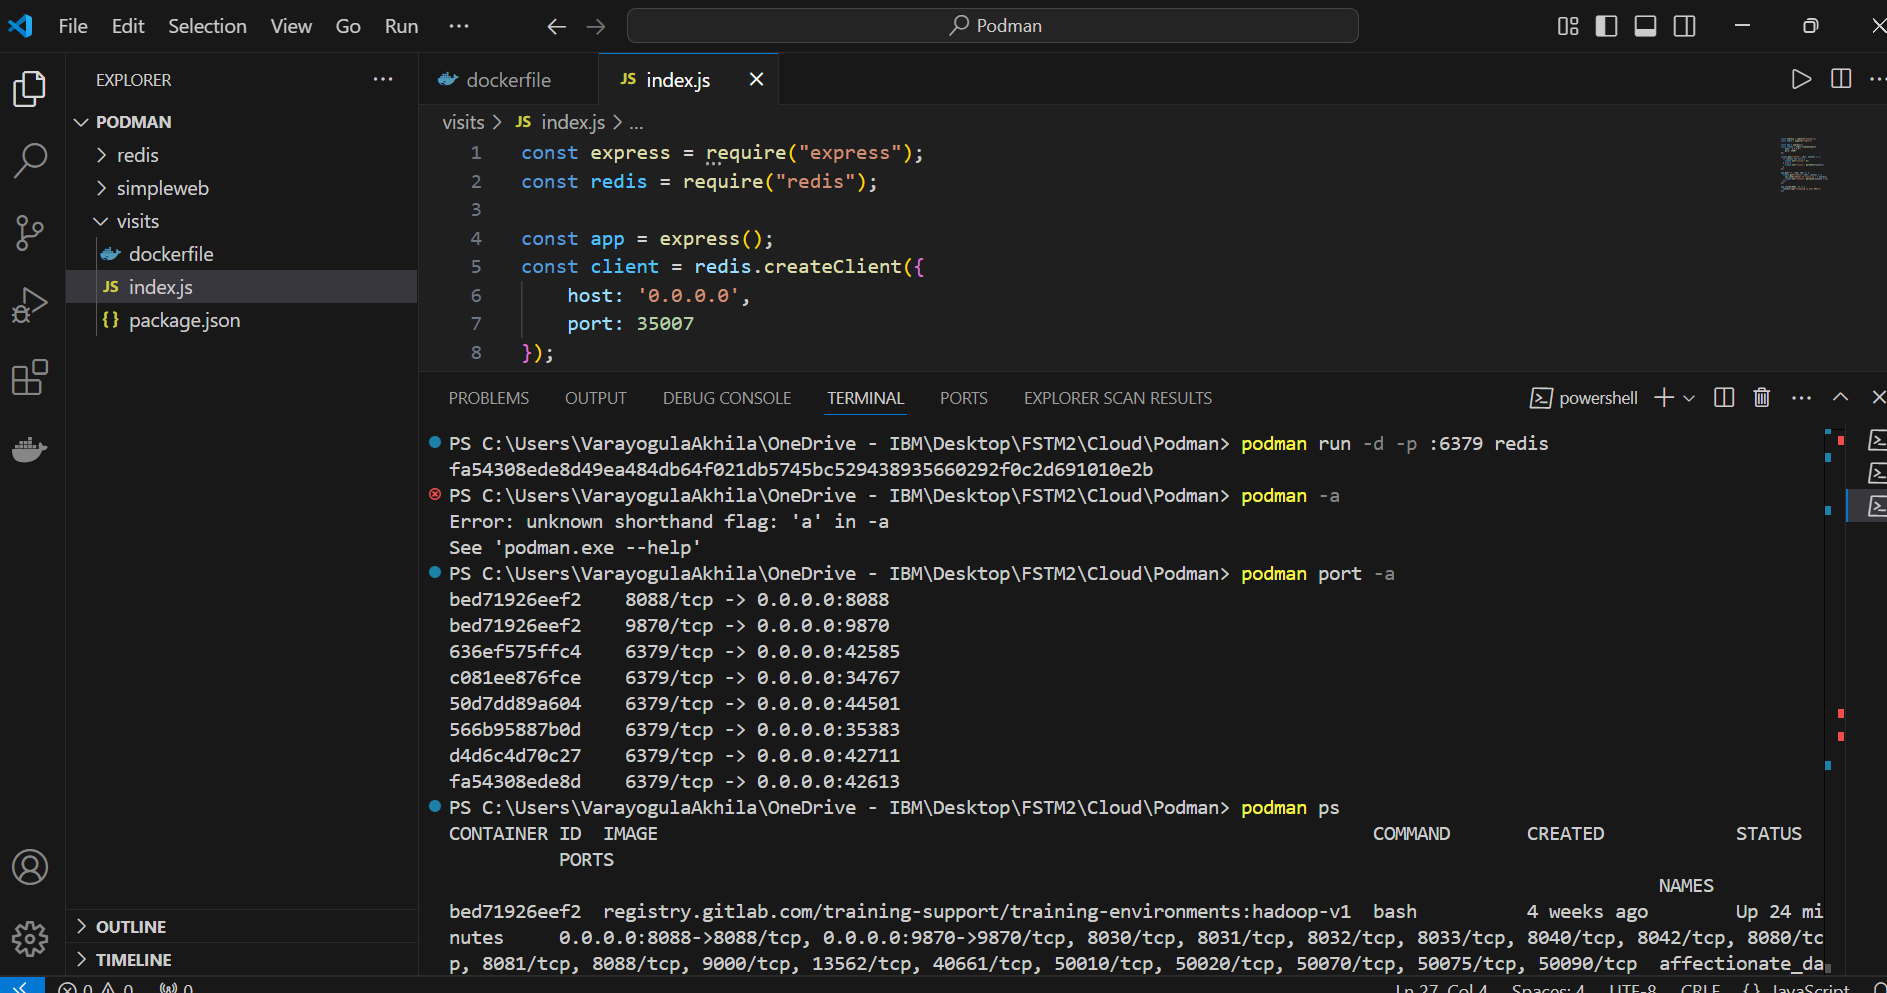 File Edit Selection View Go Run ...
Podman
EXPLORER
PODMAN
redis
simpleweb
visits
dockerfile
JS index.js
{} package.json
OUTLINE
TIMELINE
dockerfile
JS index.js
visits > JS index.js > ...
1 const express = require("express");
2 const redis = require("redis");
3
4 const app = express();
5 const client = redis.createClient({
6 host: '0.0.0.0',
7 port: 35007
8 });
PROBLEMS OUTPUT DEBUG CONSOLE TERMINAL PORTS EXPLORER SCAN RESULTS
powershell
PS C:\Users\VarayogulaAkhila\OneDrive - IBM\Desktop\FSTM2\Cloud\Podman> podman run -d -p :6379 redis
fa54308ede8d49ea484db64f021db5745bc529438935660292f0c2d691010e2b
PS C:\Users\VarayogulaAkhila\OneDrive - IBM\Desktop\FSTM2\Cloud\Podman> podman -a
Error: unknown shorthand flag: 'a' in -a
See 'podman.exe --help'
PS C:\Users\VarayogulaAkhila\OneDrive - IBM\Desktop\FSTM2\Cloud\Podman> podman port -a
bed71926eef2 8088/tcp -> 0.0.0.0:8088
bed71926eef2 9870/tcp -> 0.0.0.0:9870
636ef575ffc4 6379/tcp -> 0.0.0.0:42585
c081ee876fce 6379/tcp -> 0.0.0.0:34767
50d7dd89a604 6379/tcp -> 0.0.0.0:44501
566b95887b0d 6379/tcp -> 0.0.0.0:35383
d4d6c4d70c27 6379/tcp -> 0.0.0.0:42711
fa54308ede8d 6379/tcp -> 0.0.0.0:42613
PS C:\Users\VarayogulaAkhila\OneDrive - IBM\Desktop\FSTM2\Cloud\Podman> podman ps
CONTAINER ID IMAGE COMMAND CREATED STATUS
PORTS
NAMES
bed71926eef2 registry.gitlab.com/training-support/training-environments:hadoop-v1 bash 4 weeks ago Up 24 mi
nutes 0.0.0.0:8088->8088/tcp, 0.0.0.0:9870->9870/tcp, 8030/tcp, 8031/tcp, 8032/tcp, 8033/tcp, 8040/tcp, 8042/tcp, 8080/tc
p, 8081/tcp, 8088/tcp, 9000/tcp, 13562/tcp, 40661/tcp, 50010/tcp, 50020/tcp, 50070/tcp, 50075/tcp, 50090/tcp affectionate_da
0 0 0 Ln 27, Col 4 Spaces: 4 UTF-8 CRLF {} JavaScript